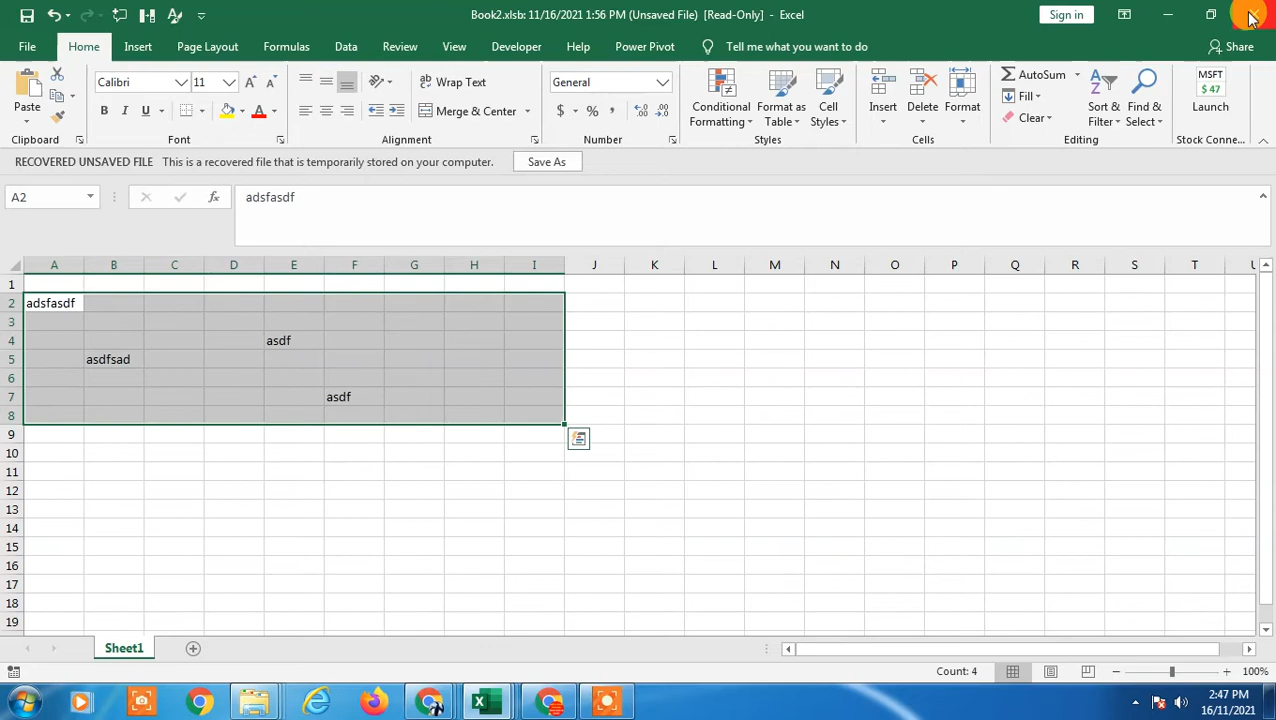 Book2.xlsb: 11/16/2021 1:56 PM (Unsaved File) [Read-Only] - Excel
Sign in
File Home Insert Page Layout Formulas Data Review View Developer Help Power Pivot Tell me what you want to do Share
Paste
Clipboard
Calibri 11
B I U A
Font
Wrap Text
Merge & Center
Alignment
General
$ % ,
Number
Conditional Formatting
Format as Table
Cell Styles
Styles
Insert Delete Format
Cells
AutoSum
Fill
Clear
Sort & Filter
Find & Select
Editing
MSFT
$ 47
Launch
Stock Conne...
RECOVERED UNSAVED FILE This is a recovered file that is temporarily stored on your computer. Save As
A2 fx adsfasdf
A B C D E F G H I J K L M N O P Q R S T U
1
2 adsfasdf
3
4 asdf
5 asdfsad
6
7 asdf
8
9
10
11
12
13
14
15
16
17
18
19
Sheet1
Count: 4 100%
2:47 PM
16/11/2021